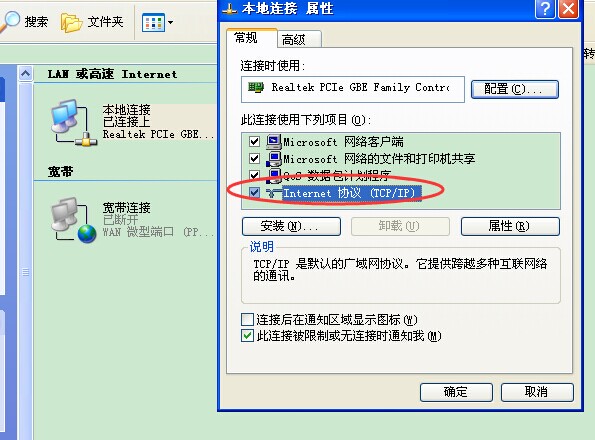 搜索
文件夹
LAN 或高速 Internet
本地连接
已连接上
Realtek PCIe GBE...
宽带
宽带连接
已断开
WAN 微型端口 (PP...
本地连接 属性
常规
高级
连接时使用:
Realtek PCIe GBE Family Contro
配置(C)...
此连接使用下列项目(O):
Microsoft 网络客户端
Microsoft 网络的文件和打印机共享
QoS 数据包计划程序
Internet 协议 (TCP/IP)
安装(N)...
卸载(U)
属性(R)
说明
TCP/IP 是默认的广域网协议。它提供跨越多种互联网络
的通讯。
连接后在通知区域显示图标(W)
此连接被限制或无连接时通知我(M)
确定
取消
转